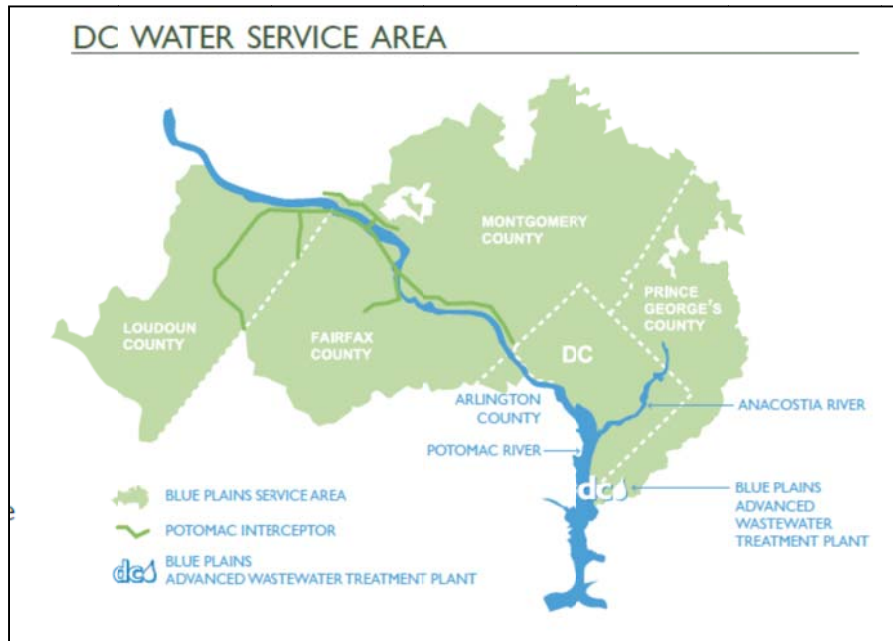 DC WATER SERVICE AREA
MONTGOMERY
COUNTY
PRINCE
GEORGE'S
COUNTY
LOUDOUN
COUNTY
FAIRFAX
COUNTY
DC
ARLINGTON
COUNTY
ANACOSTIA RIVER
POTOMAC RIVER
dc
BLUE PLAINS
ADVANCED
WASTEWATER
TREATMENT PLANT
BLUE PLAINS SERVICE AREA
e
POTOMAC INTERCEPTOR
dc
BLUE PLAINS
ADVANCED WASTEWATER TREATMENT PLANT